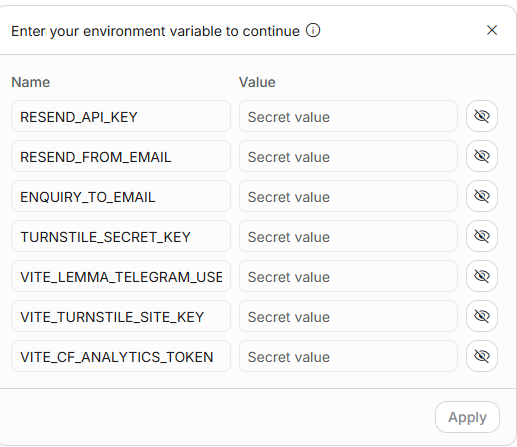 Enter your environment variable to continue
Name Value
RESEND_API_KEY Secret value
RESEND_FROM_EMAIL Secret value
ENQUIRY_TO_EMAIL Secret value
TURNSTILE_SECRET_KEY Secret value
VITE_LEMMA_TELEGRAM_USE Secret value
VITE_TURNSTILE_SITE_KEY Secret value
VITE_CF_ANALYTICS_TOKEN Secret value
Apply